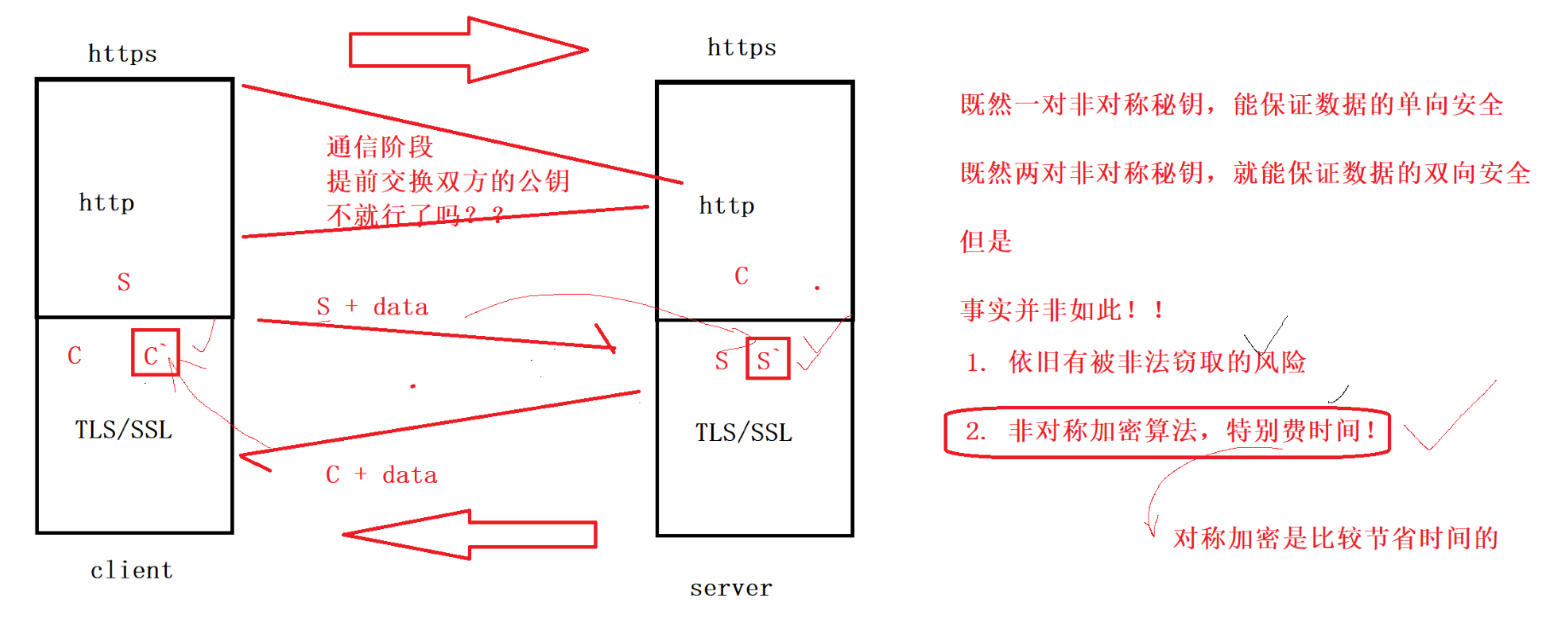 https
https
通信阶段
提前交换双方的公钥
不就行了吗？？
http
http
S
C
S + data
C
C`
S
S`
TLS/SSL
TLS/SSL
C + data
client
server
既然一对非对称秘钥，能保证数据的单向安全
既然两对非对称秘钥，就能保证数据的双向安全
但是
事实并非如此！！
1. 依旧有被非法窃取的风险
2. 非对称加密算法，特别费时间！
对称加密是比较节省时间的